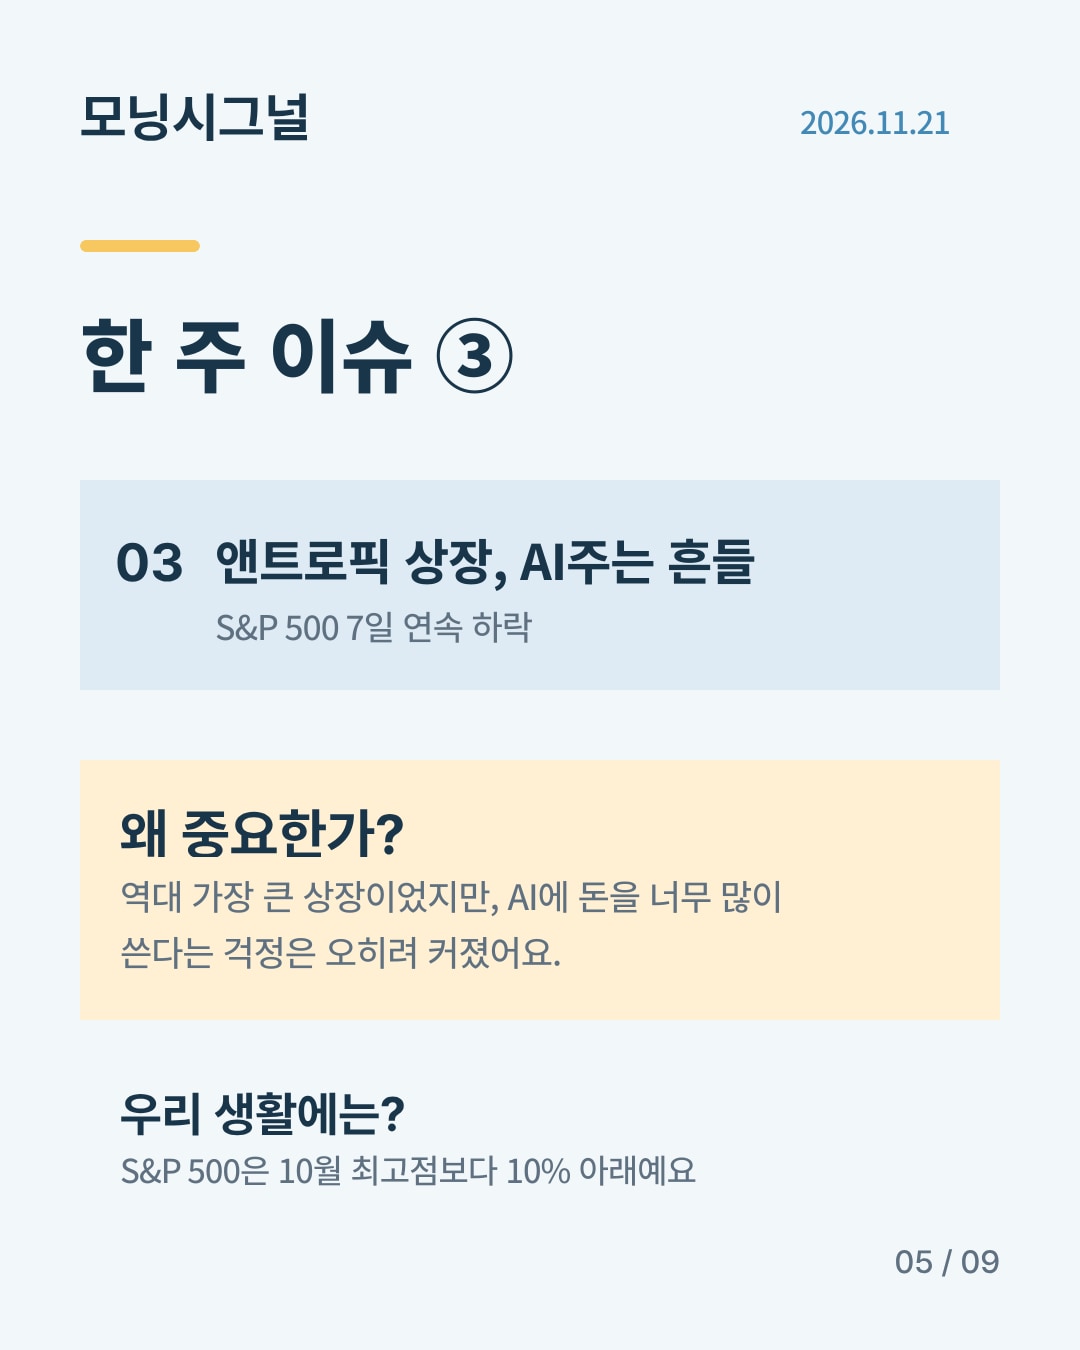 모닝시그널
2026.11.21
한 주 이슈 ③
03 앤트로픽 상장, AI주는 흔들
S&P 500 7일 연속 하락
왜 중요한가?
역대 가장 큰 상장이었지만, AI에 돈을 너무 많이
쓴다는 걱정은 오히려 커졌어요.
우리 생활에는?
S&P 500은 10월 최고점보다 10% 아래예요
05 / 09